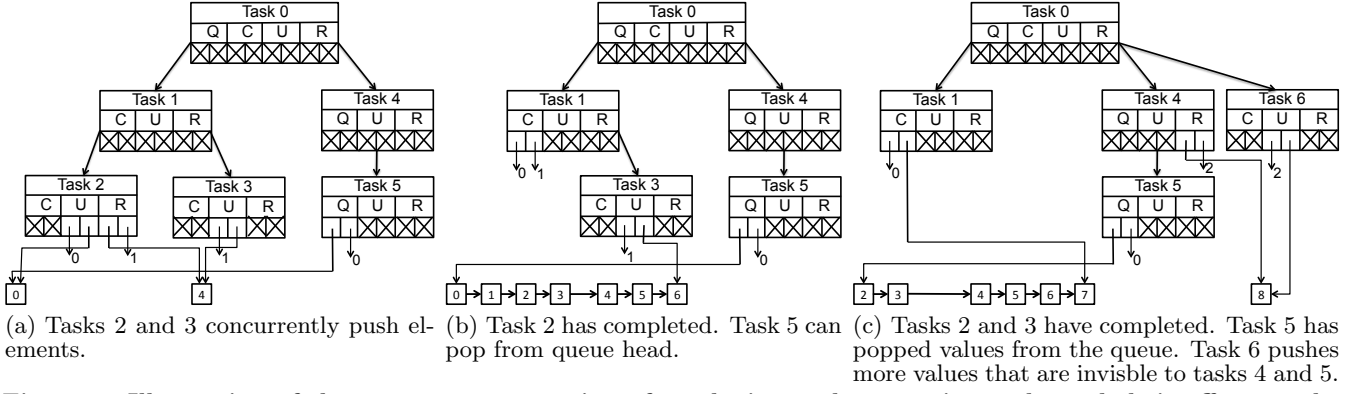 Task 0
Q C U R
Task 1
C U R
Task 4
Q U R
Task 2
C U R
Task 3
C U R
Task 5
Q U R
0 1 1 0
0 4
(a) Tasks 2 and 3 concurrently push el-
ements.
Task 0
Q C U R
Task 1
C U R
Task 4
Q U R
0 1
Task 3
C U R
Task 5
Q U R
1 0
0 1 2 3 4 5 6
(b) Task 2 has completed. Task 5 can
pop from queue head.
Task 0
Q C U R
Task 1
C U R
Task 4
Q U R
Task 6
C U R
0 2 2
Task 5
Q U R
0
2 3 4 5 6 7 8
(c) Tasks 2 and 3 have completed. Task 5 has
popped values from the queue. Task 6 pushes
more values that are invisble to tasks 4 and 5.